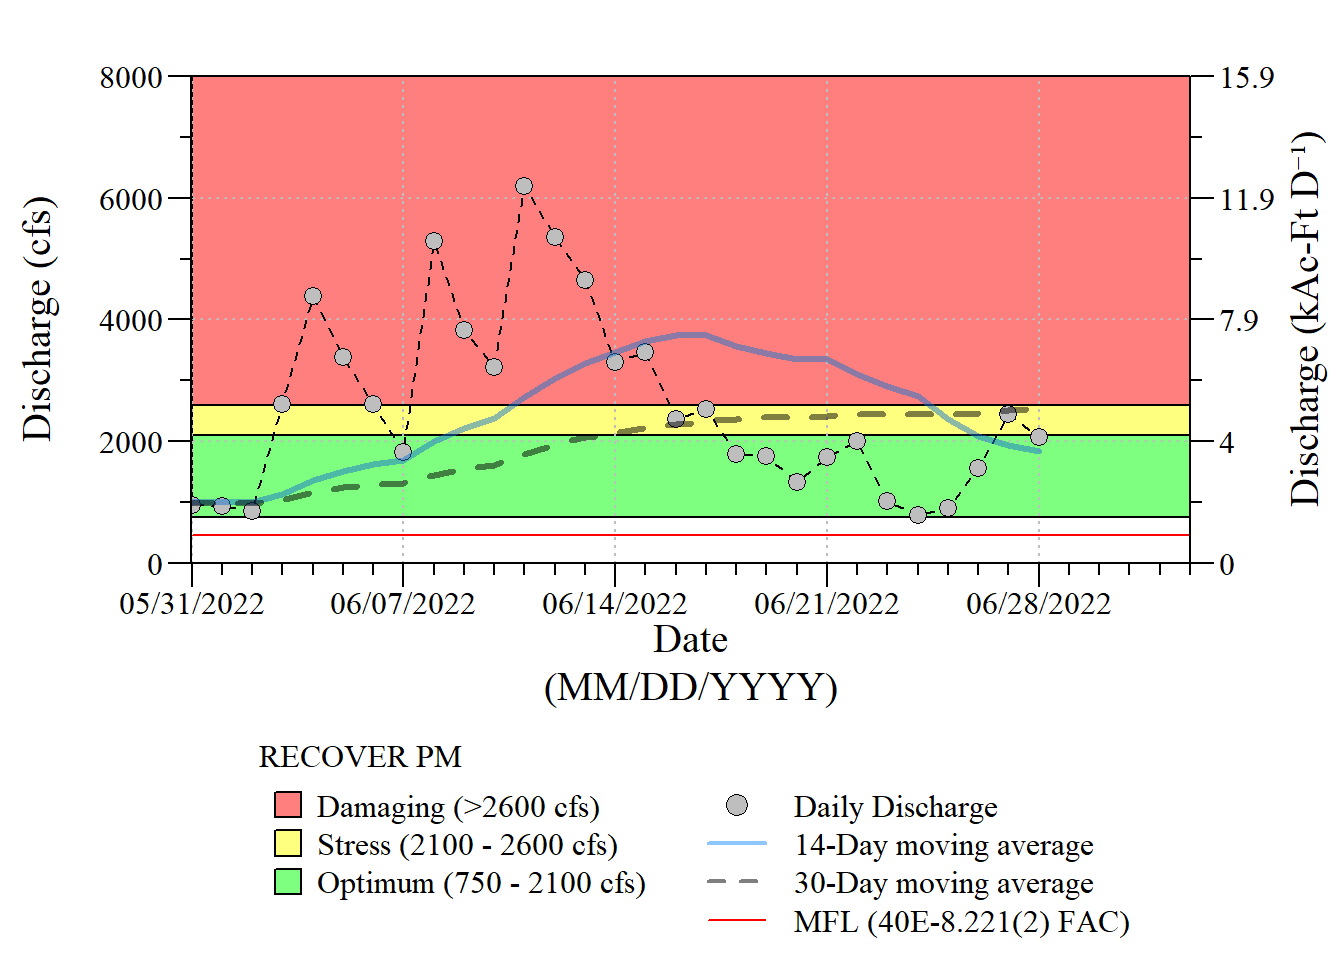 8000
6000
4000
2000
0
Discharge (cfs)
15.9
11.9
7.9
4
0
Discharge (kAc-Ft D⁻¹)
05/31/2022 06/07/2022 06/14/2022 06/21/2022 06/28/2022
Date
(MM/DD/YYYY)
RECOVER PM
Damaging (>2600 cfs)
Stress (2100 - 2600 cfs)
Optimum (750 - 2100 cfs)
Daily Discharge
14-Day moving average
30-Day moving average
MFL (40E-8.221(2) FAC)